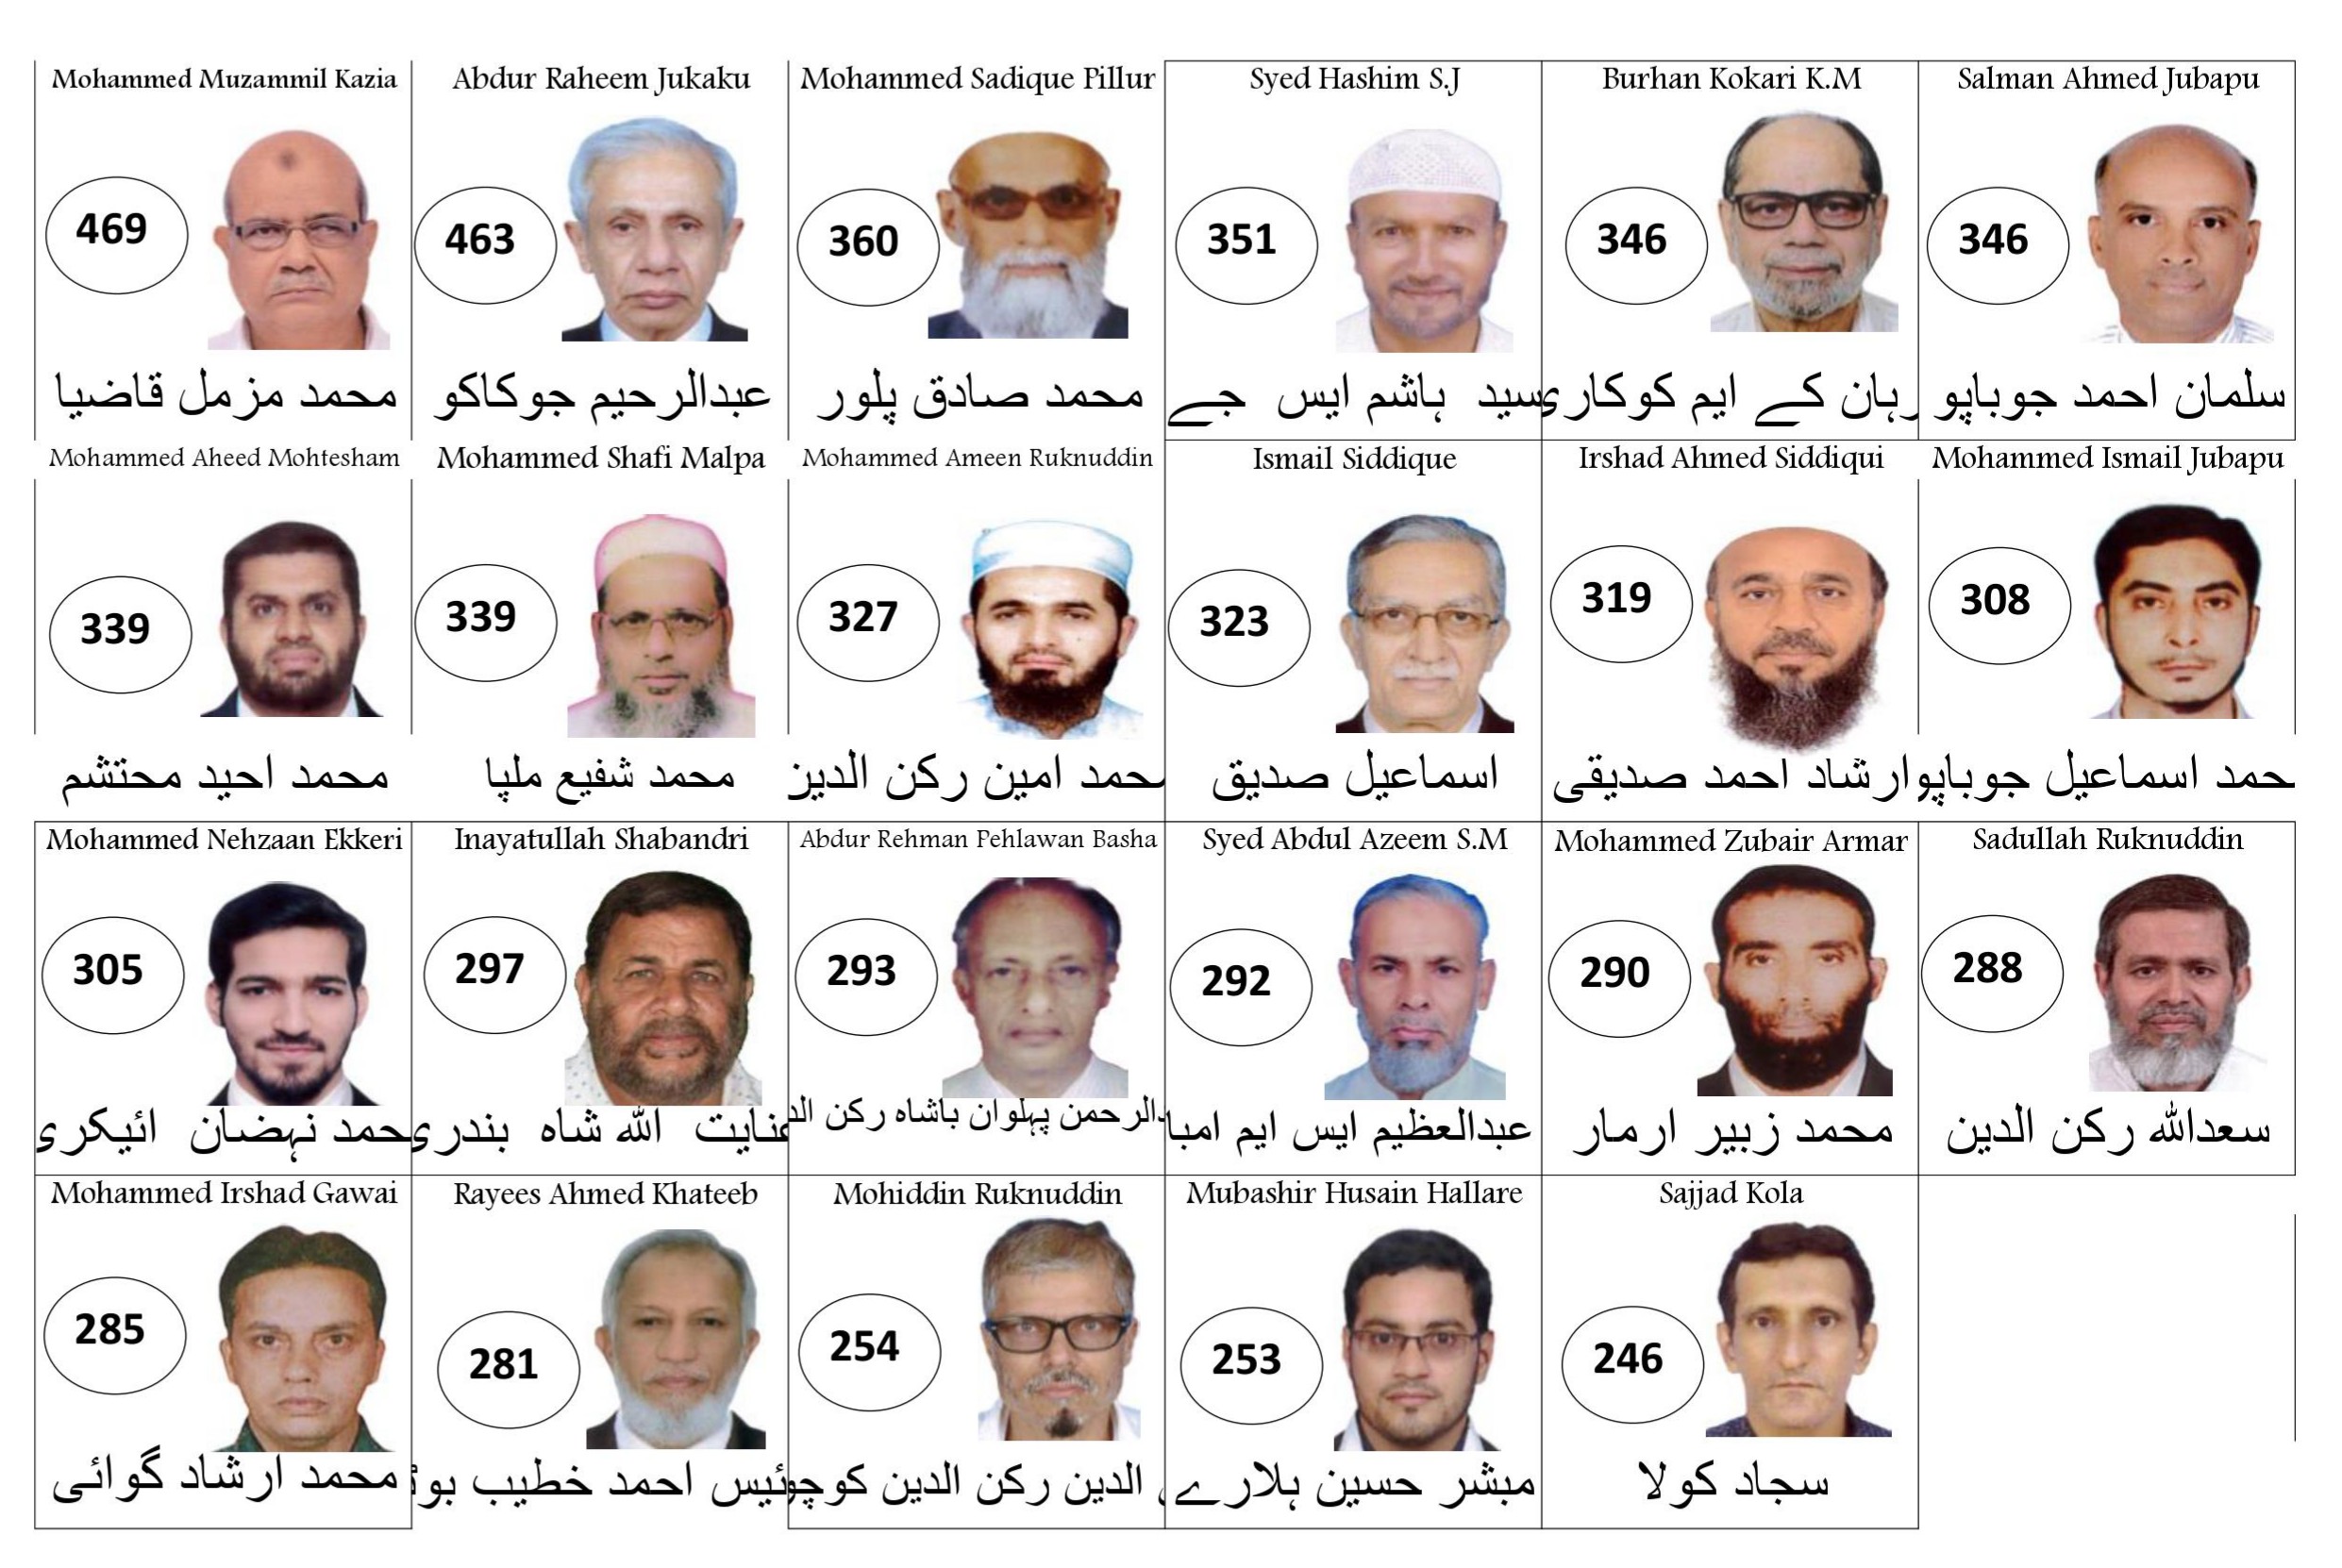 Mohammed Muzammil Kazia
469
محمد مزمل قاضیا
Abdur Raheem Jukaku
463
عبدالرحیم جوکاکو
Mohammed Sadique Pillur
360
محمد صادق پلور
Syed Hashim S.J
351
سید ہاشم ایس جے
Burhan Kokari K.M
346
رہان کے ایم کوکاری
Salman Ahmed Jubapu
346
سلمان احمد جوباپو
Mohammed Aheed Mohtesham
339
محمد احید محتشم
Mohammed Shafi Malpa
339
محمد شفیع ملپا
Mohammed Ameen Ruknuddin
327
محمد امین رکن الدین
Ismail Siddique
323
اسماعیل صدیق
Irshad Ahmed Siddiqui
319
ارشاد احمد صدیقی
Mohammed Ismail Jubapu
308
حمد اسماعیل جوباپو
Mohammed Nehzaan Ekkeri
305
حمد نہضان ائیکری
Inayatullah Shabandri
297
عنایت اللہ شاہ بندری
Abdur Rehman Pehlawan Basha
293
دالرحمن پہلوان باشاہ رکن الد
Syed Abdul Azeem S.M
292
عبدالعظیم ایس ایم امبا
Mohammed Zubair Armar
290
محمد زبیر ارمار
Sadullah Ruknuddin
288
سعداللہ رکن الدین
Mohammed Irshad Gawai
285
محمد ارشاد گوائی
Rayees Ahmed Khateeb
281
ئیس احمد خطیب
Mohiddin Ruknuddin
254
الدین رکن الدین
Mubashir Husain Hallare
253
مبشر حسین ہلارے
Sajjad Kola
246
سجاد کولا